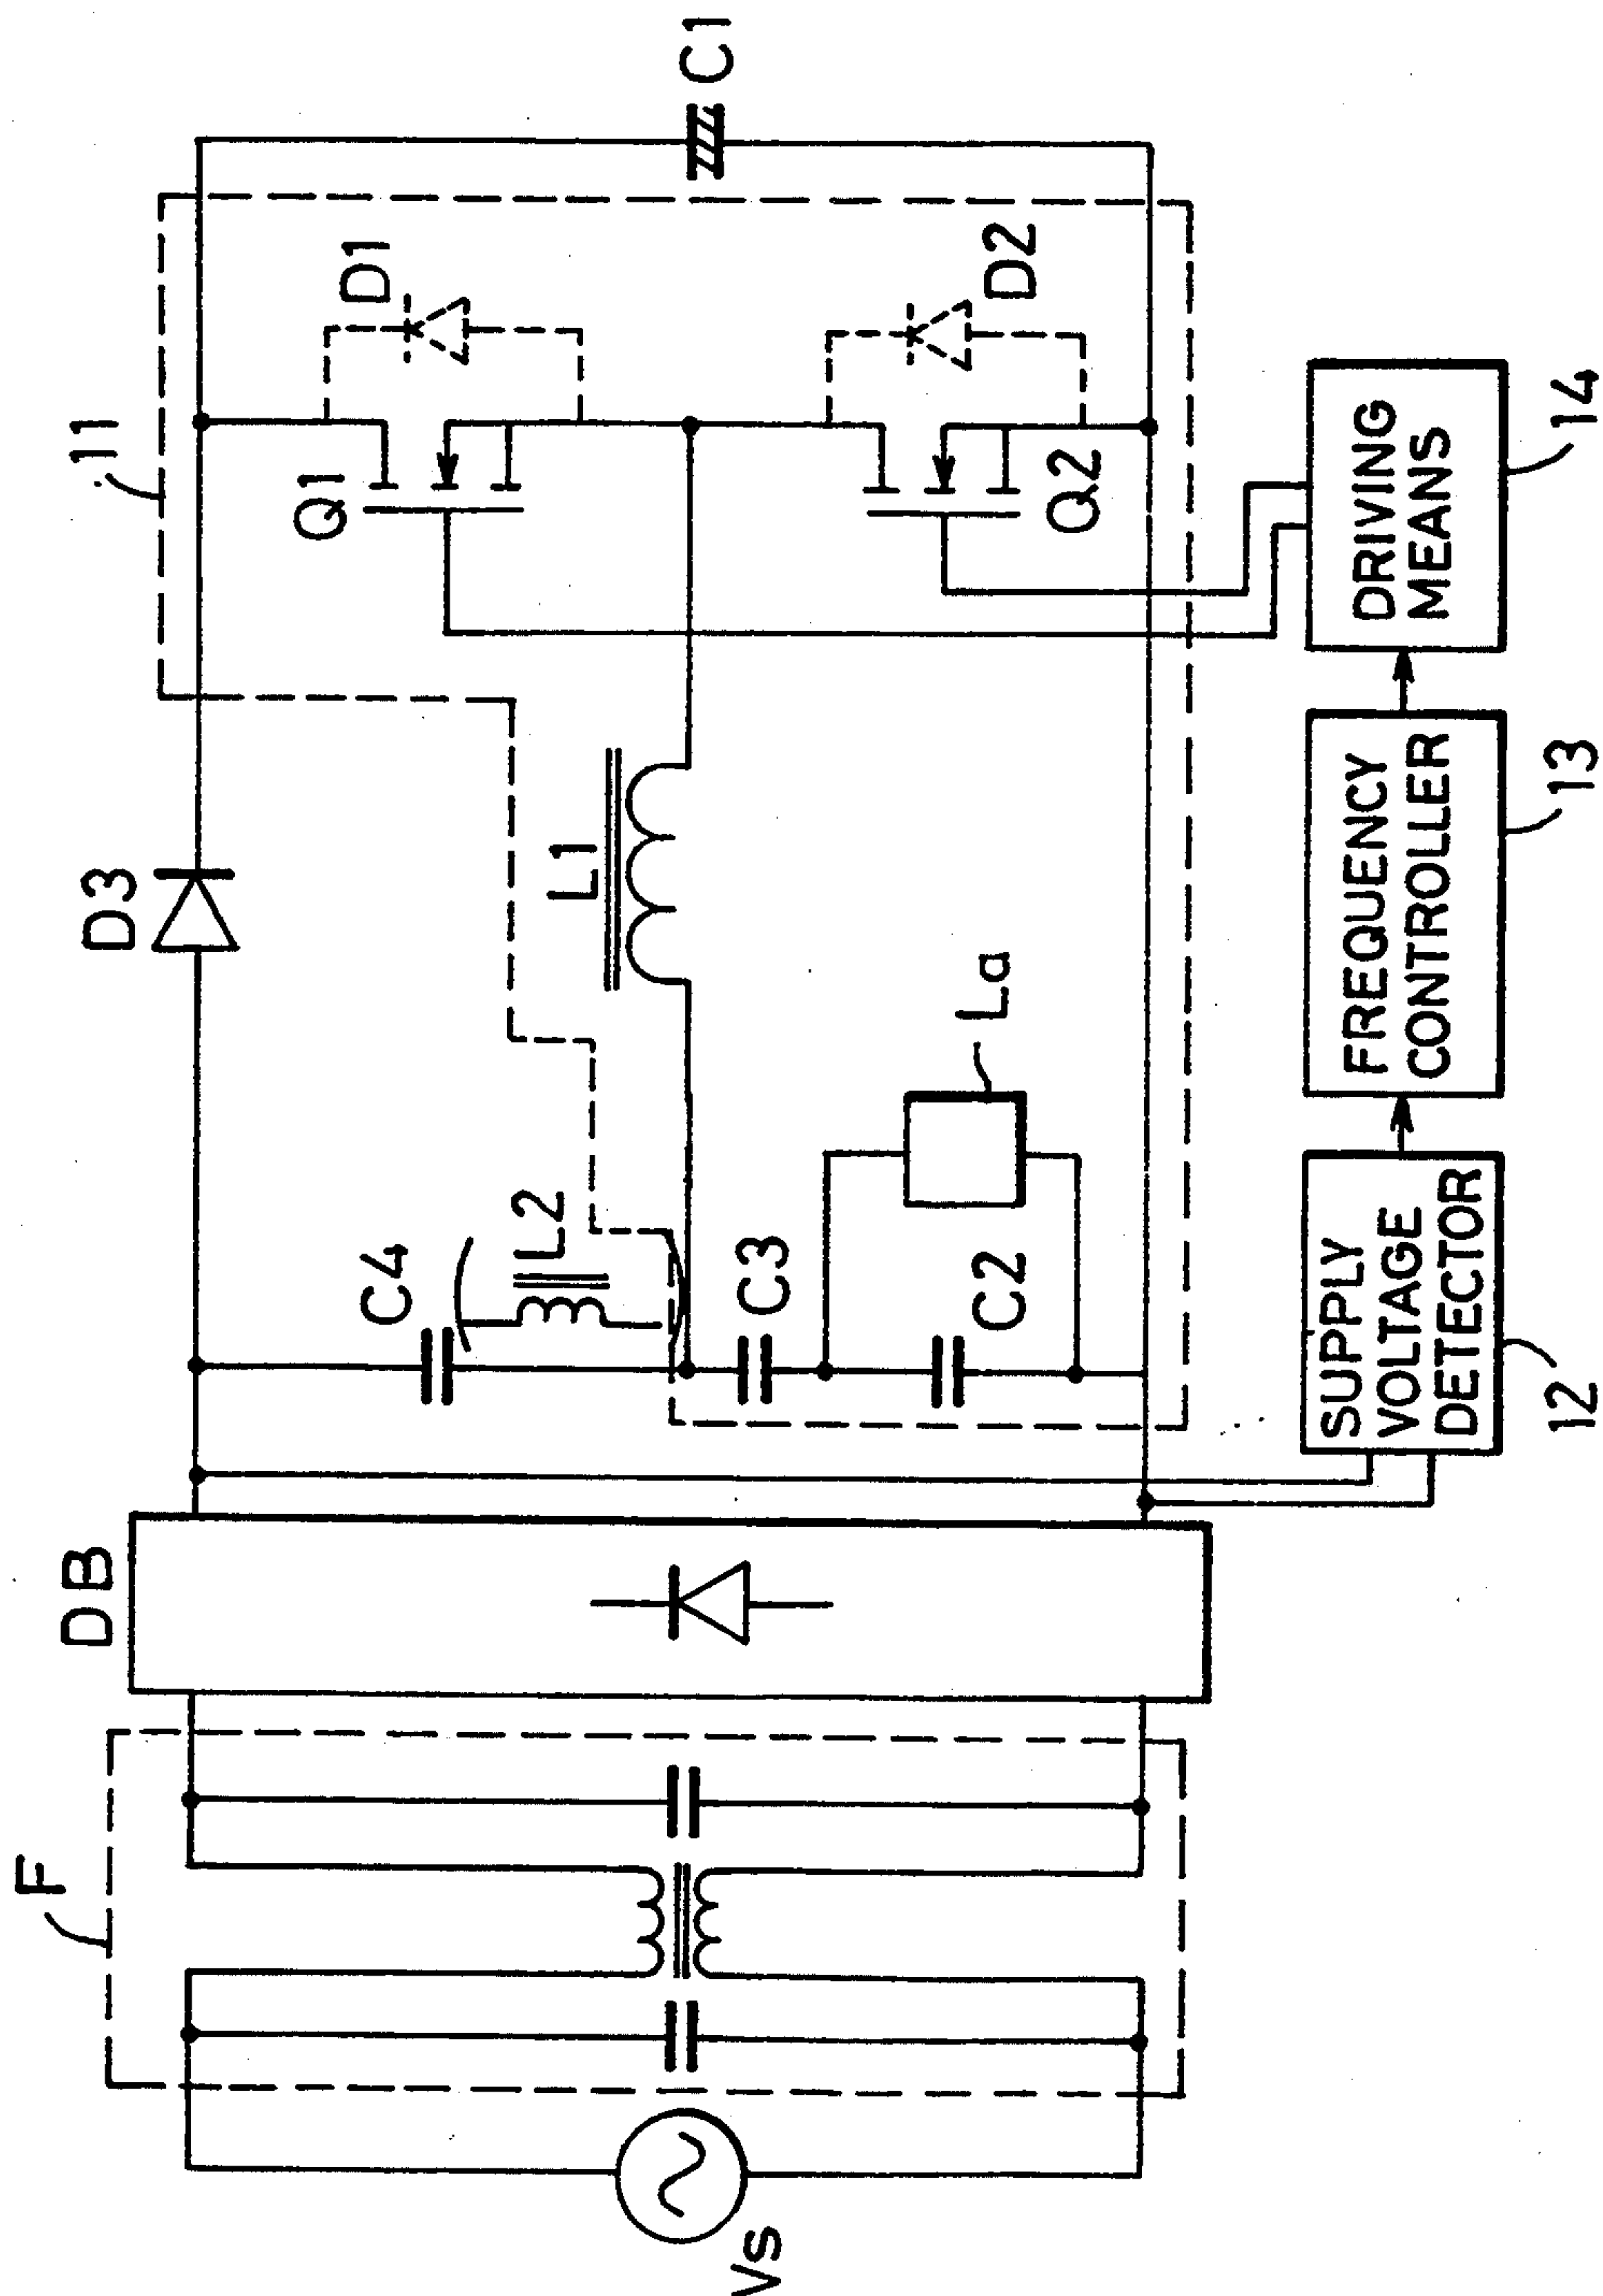 F
DB
D3
11
C4
L2
L1
Q1
D1
C1
C3
C2
La
Q2
D2
Vs
SUPPLY
VOLTAGE
DETECTOR
12
FREQUENCY
CONTROLLER
13
DRIVING
MEANS
14